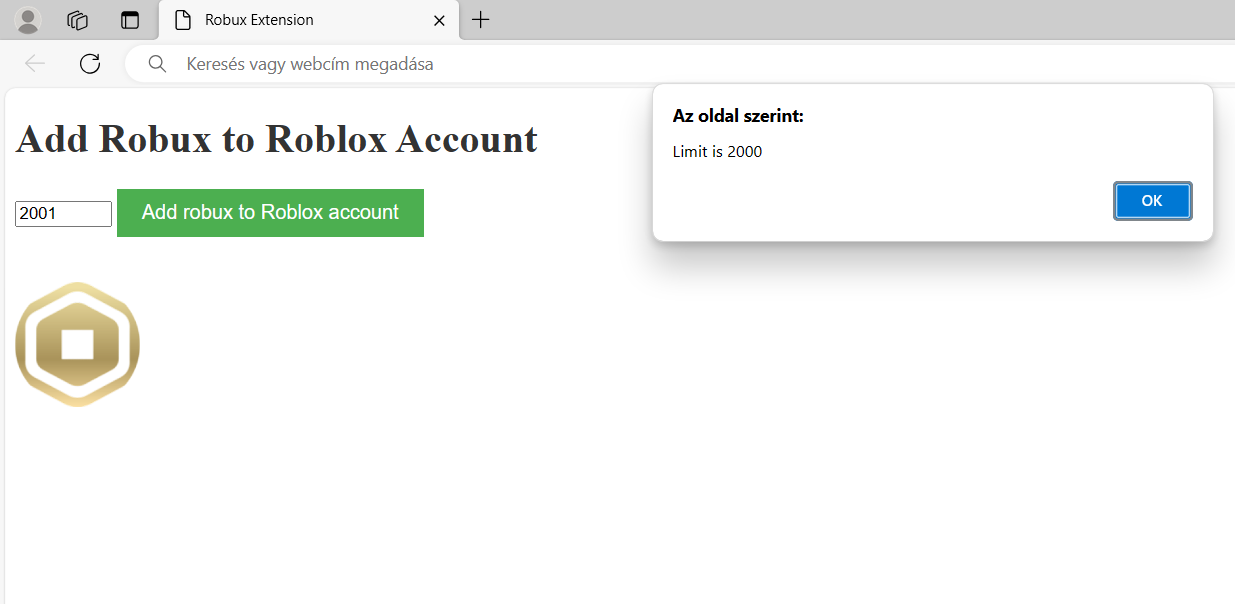 Robux Extension
Keresés vagy webcím megadása
Az oldal szerint:
Limit is 2000
OK
Add Robux to Roblox Account
2001
Add robux to Roblox account